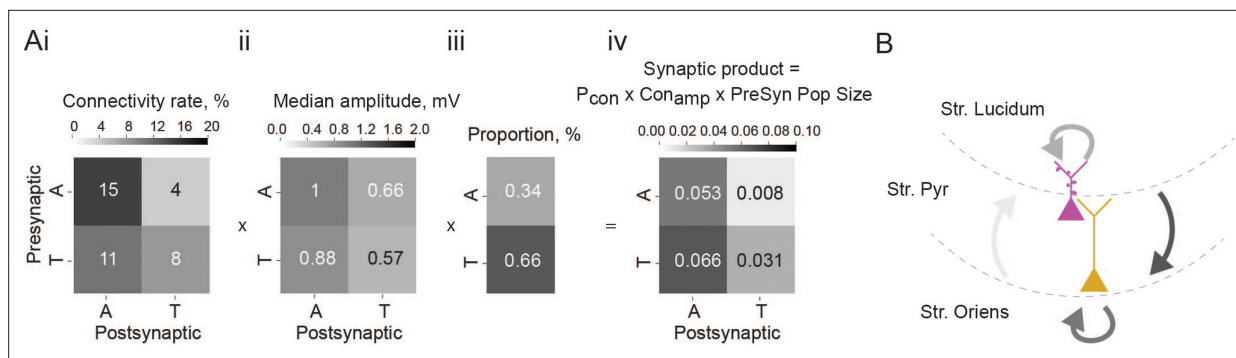 Ai
ii
iii
iv
B
Connectivity rate, %
0 4 8 12 16 20
Presynaptic
A
T
15 4
11 8
A T
Postsynaptic
x
Median amplitude, mV
0.0 0.4 0.8 1.2 1.6 2.0
A
T
1 0.66
0.88 0.57
A T
Postsynaptic
x
Proportion, %
A
T
0.34
0.66
=
Synaptic product =
Pcon x Conamp x PreSyn Pop Size
0.00 0.02 0.04 0.06 0.08 0.10
A
T
0.053 0.008
0.066 0.031
A T
Postsynaptic
Str. Lucidum
Str. Pyr
Str. Oriens